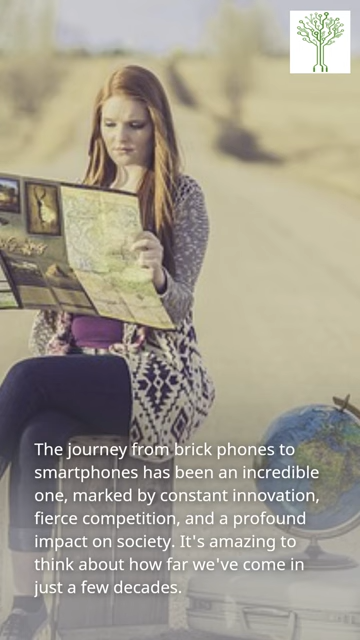 The journey from brick phones to
smartphones has been an incredible
one, marked by constant innovation,
fierce competition, and a profound
impact on society. It's amazing to
think about how far we've come in
just a few decades.